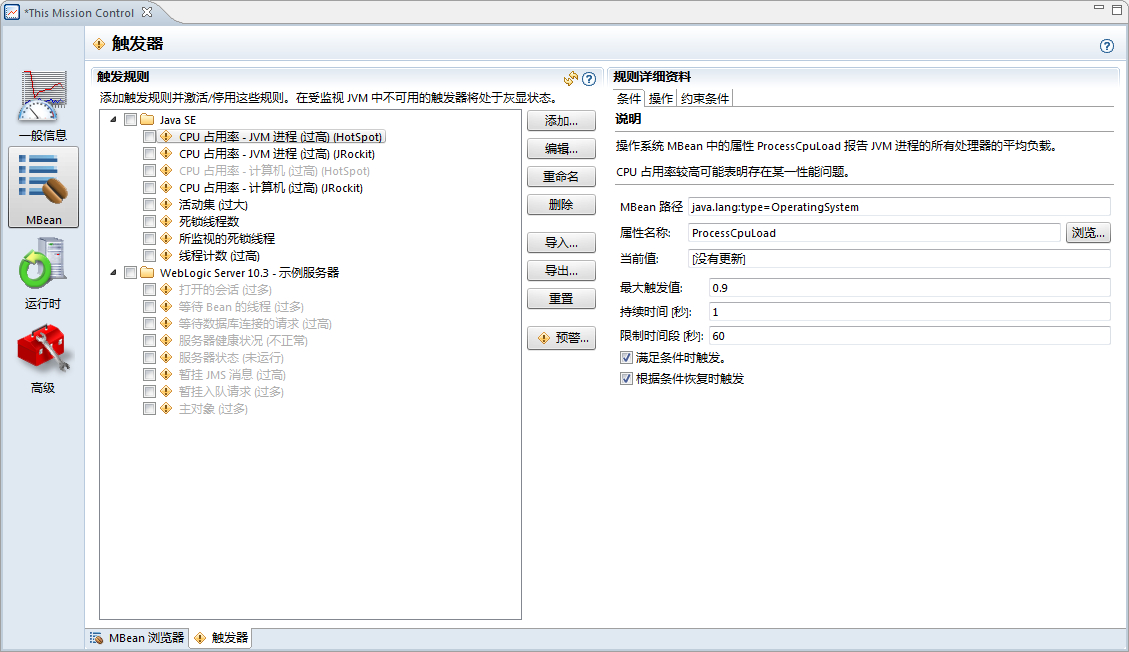 *This Mission Control
触发器
一般信息
MBean
运行时
高级
触发规则
添加触发规则并激活/停用这些规则。在受监视 JVM 中不可用的触发器将处于灰显状态。
Java SE
CPU 占用率 - JVM 进程 (过高) (HotSpot)
CPU 占用率 - JVM 进程 (过高) (JRockit)
CPU 占用率 - 计算机 (过高) (HotSpot)
CPU 占用率 - 计算机 (过高) (JRockit)
活动集 (过大)
死锁线程数
所监视的死锁线程
线程计数 (过高)
WebLogic Server 10.3 - 示例服务器
打开的会话 (过多)
等待 Bean 的线程 (过多)
等待数据库连接的请求 (过高)
服务器健康状况 (不正常)
服务器状态 (未运行)
暂挂 JMS 消息 (过高)
暂挂入队请求 (过多)
主对象 (过多)
添加...
编辑...
重命名
删除
导入...
导出...
重置
预警...
规则详细资料
条件 操作 约束条件
说明
操作系统 MBean 中的属性 ProcessCpuLoad 报告 JVM 进程的所有处理器的平均负载。
CPU 占用率较高可能表明存在某一性能问题。
MBean 路径 java.lang:type=OperatingSystem
属性名称: ProcessCpuLoad 浏览...
当前值: [没有更新]
最大触发值: 0.9
持续时间 [秒]: 1
限制时间段 [秒]: 60
满足条件时触发。
根据条件恢复时触发
MBean 浏览器 触发器